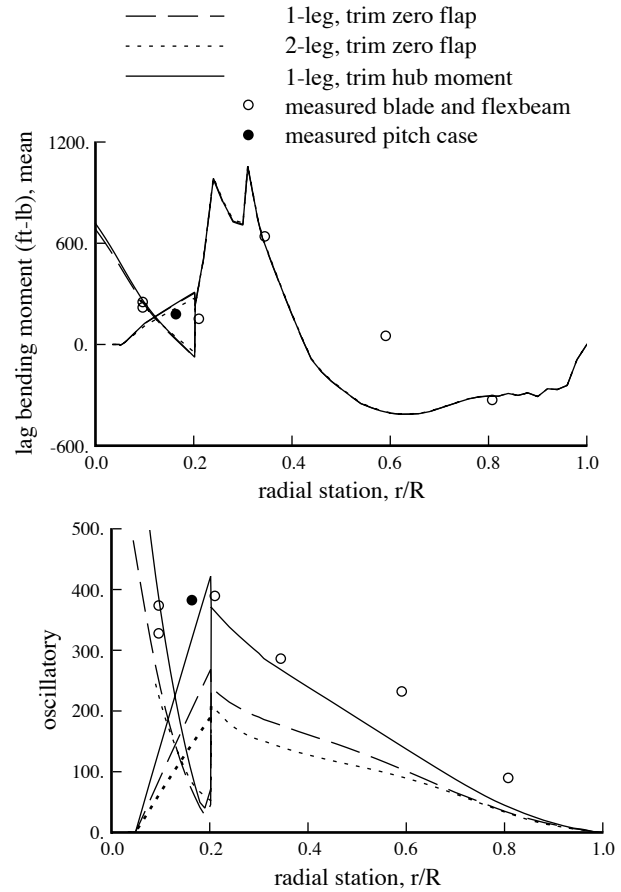 1-leg, trim zero flap
2-leg, trim zero flap
1-leg, trim hub moment
measured blade and flexbeam
measured pitch case
lag bending moment (ft-lb), mean
1200.
600.
0.
-600.
0.0 0.2 0.4 0.6 0.8 1.0
radial station, r/R
oscillatory
500.
400.
300.
200.
100.
0.
0.0 0.2 0.4 0.6 0.8 1.0
radial station, r/R